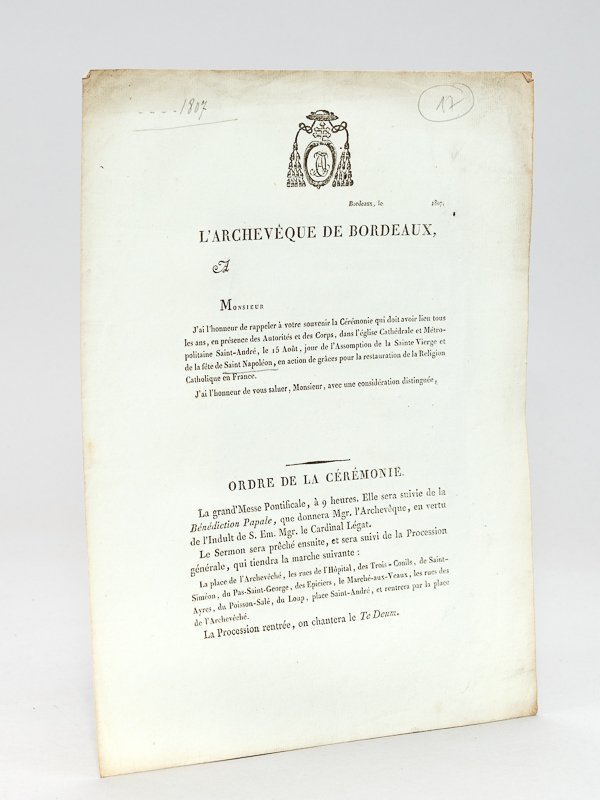 ---- 1807
17
Bordeaux, le 1807.
L'ARCHEVÊQUE DE BORDEAUX,
A
MONSIEUR
J'ai l'honneur de rappeler à votre souvenir la Cérémonie qui doit avoir lieu tous
les ans, en présence des Autorités et des Corps, dans l'église Cathédrale et Métro-
politaine Saint-André, le 15 Août, jour de l'Assomption de la Sainte Vierge et
de la fête de Saint Napoléon, en action de grâces pour la restauration de la Religion
Catholique en France.
J'ai l'honneur de vous saluer, Monsieur, avec une considération distinguée,
ORDRE DE LA CÉRÉMONIE.
La grand'Messe Pontificale, à 9 heures. Elle sera suivie de la
Bénédiction Papale, que donnera Mgr. l'Archevêque, en vertu
de l'Indult de S. Em. Mgr. le Cardinal Légat.
Le Sermon sera prêché ensuite, et sera suivi de la Procession
générale, qui tiendra la marche suivante :
La place de l'Archevêché, les rues de l'Hôpital, des Trois-Conils, de Saint-
Siméon, du Pas-Saint-George, des Epiciers, le Marché-aux-Veaux, les rues des
Ayres, du Poisson-Salé, du Loup, place Saint-André, et rentrera par la place
de l'Archevêché.
La Procession rentrée, on chantera le Te Deum.